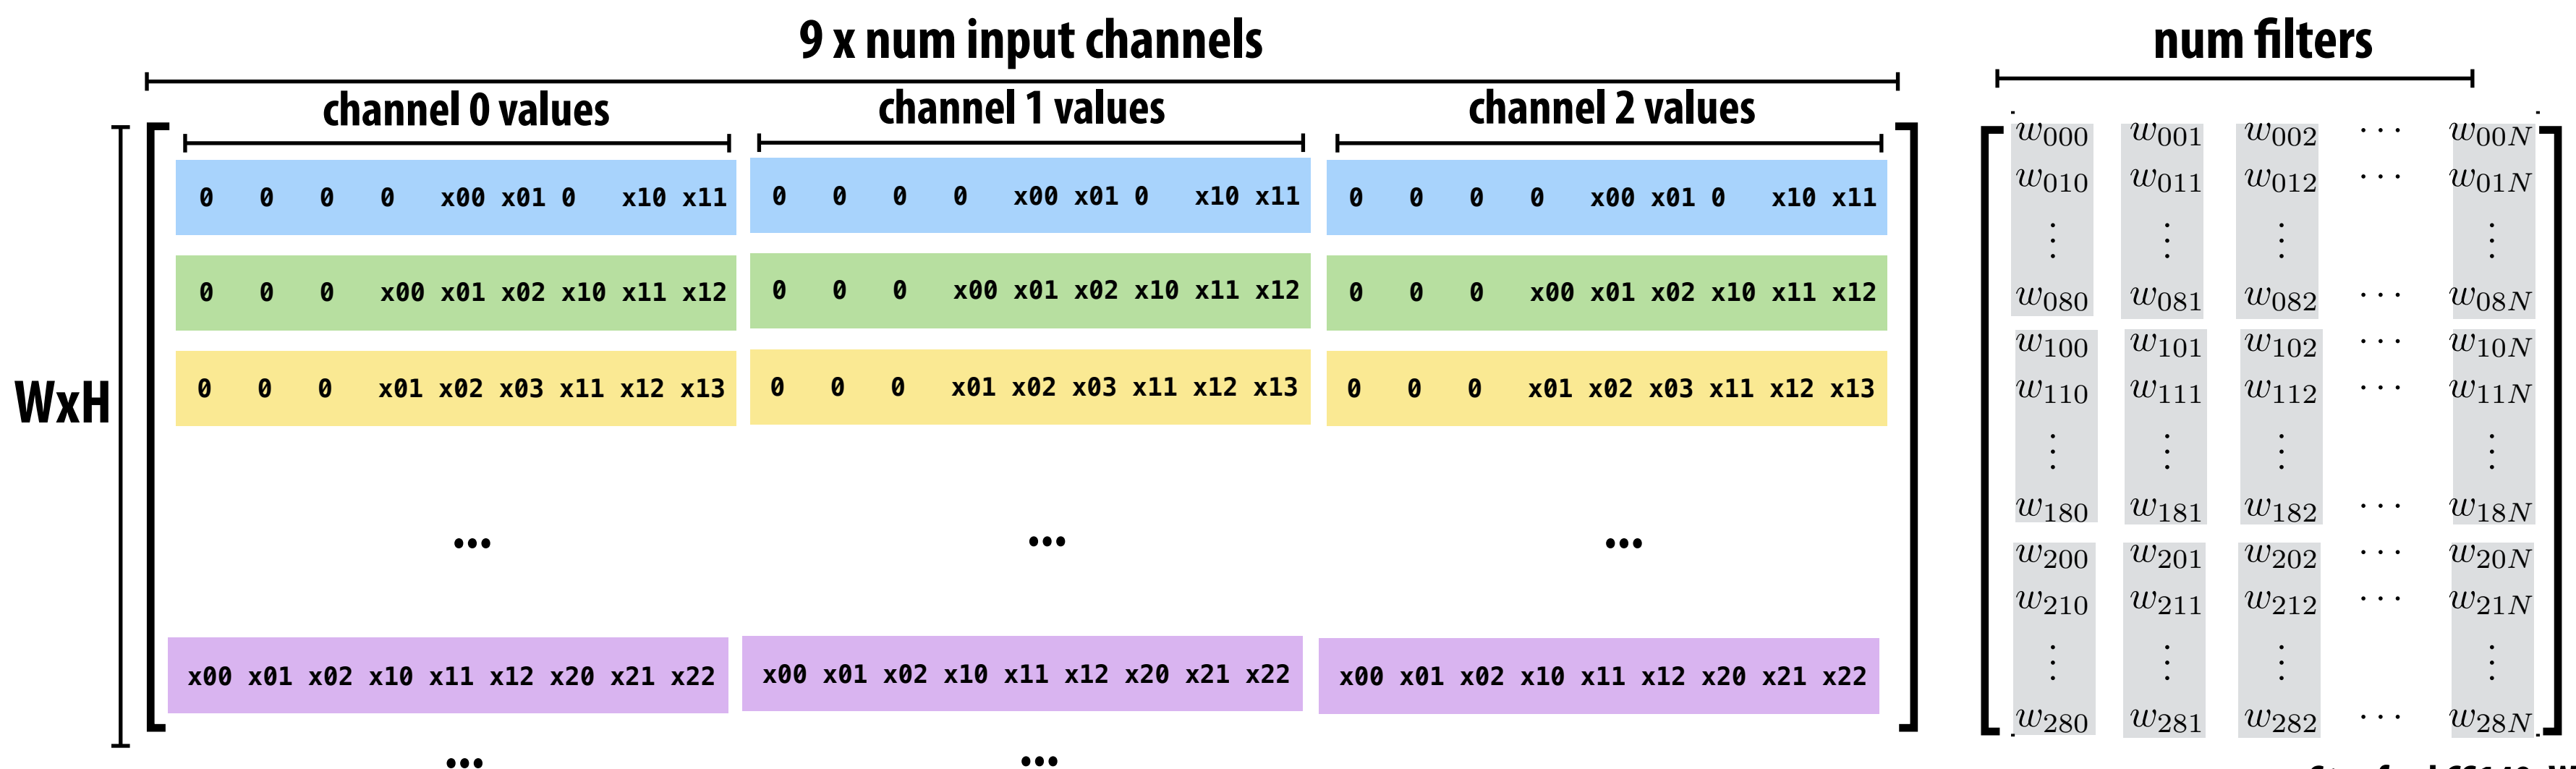 9 x num input channels
num filters
channel 0 values
channel 1 values
channel 2 values
WxH
0 0 0 0 x00 x01 0 x10 x11
0 0 0 0 x00 x01 0 x10 x11
0 0 0 0 x00 x01 0 x10 x11
0 0 0 x00 x01 x02 x10 x11 x12
0 0 0 x00 x01 x02 x10 x11 x12
0 0 0 x00 x01 x02 x10 x11 x12
0 0 0 x01 x02 x03 x11 x12 x13
0 0 0 x01 x02 x03 x11 x12 x13
0 0 0 x01 x02 x03 x11 x12 x13
... ... ...
x00 x01 x02 x10 x11 x12 x20 x21 x22
x00 x01 x02 x10 x11 x12 x20 x21 x22
x00 x01 x02 x10 x11 x12 x20 x21 x22
... ...
w000 w001 w002 ⋯ w00N
w010 w011 w012 ⋯ w01N
⋮ ⋮ ⋮ ⋮
w080 w081 w082 ⋯ w08N
w100 w101 w102 ⋯ w10N
w110 w111 w112 ⋯ w11N
⋮ ⋮ ⋮ ⋮
w180 w181 w182 ⋯ w18N
w200 w201 w202 ⋯ w20N
w210 w211 w212 ⋯ w21N
⋮ ⋮ ⋮ ⋮
w280 w281 w282 ⋯ w28N